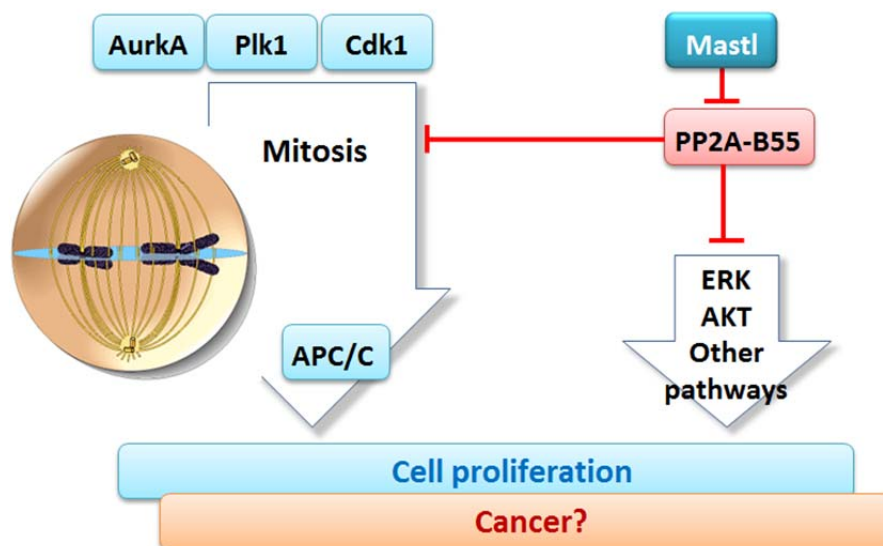 AurkA
Plk1
Cdk1
Mastl
Mitosis
PP2A-B55
ERK
AKT
Other
pathways
APC/C
Cell proliferation
Cancer?